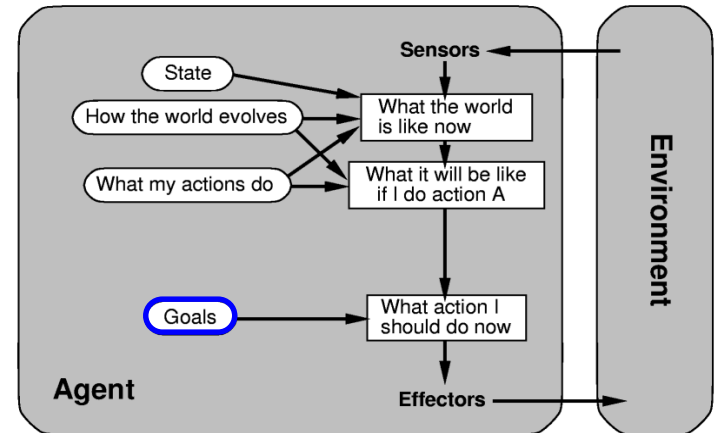 Sensors
State
What the world
is like now
How the world evolves
What my actions do
What it will be like
if I do action A
Goals
What action I
should do now
Agent
Effectors
Environment